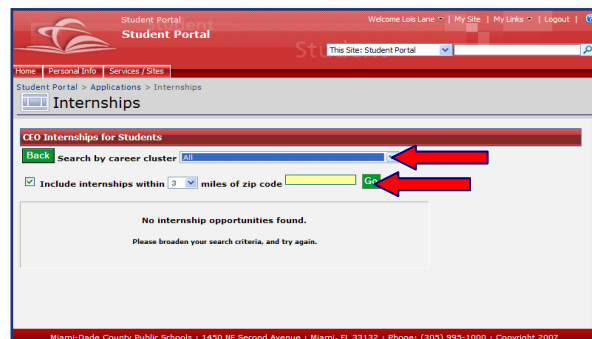 Student Portal
Welcome Lois Lane | My Site | My Links | Logout |
Student Portal
This Site: Student Portal
Home Personal Info Services / Sites
Student Portal > Applications > Internships
Internships
CEO Internships for Students
Back Search by career cluster All
Include internships within 3 miles of zip code Go
No internship opportunities found.
Please broaden your search criteria, and try again.
Miami-Dade County Public Schools : 1450 NE Second Avenue : Miami, FL 33132 : Phone: (305) 995-1000 : Copyright 2007